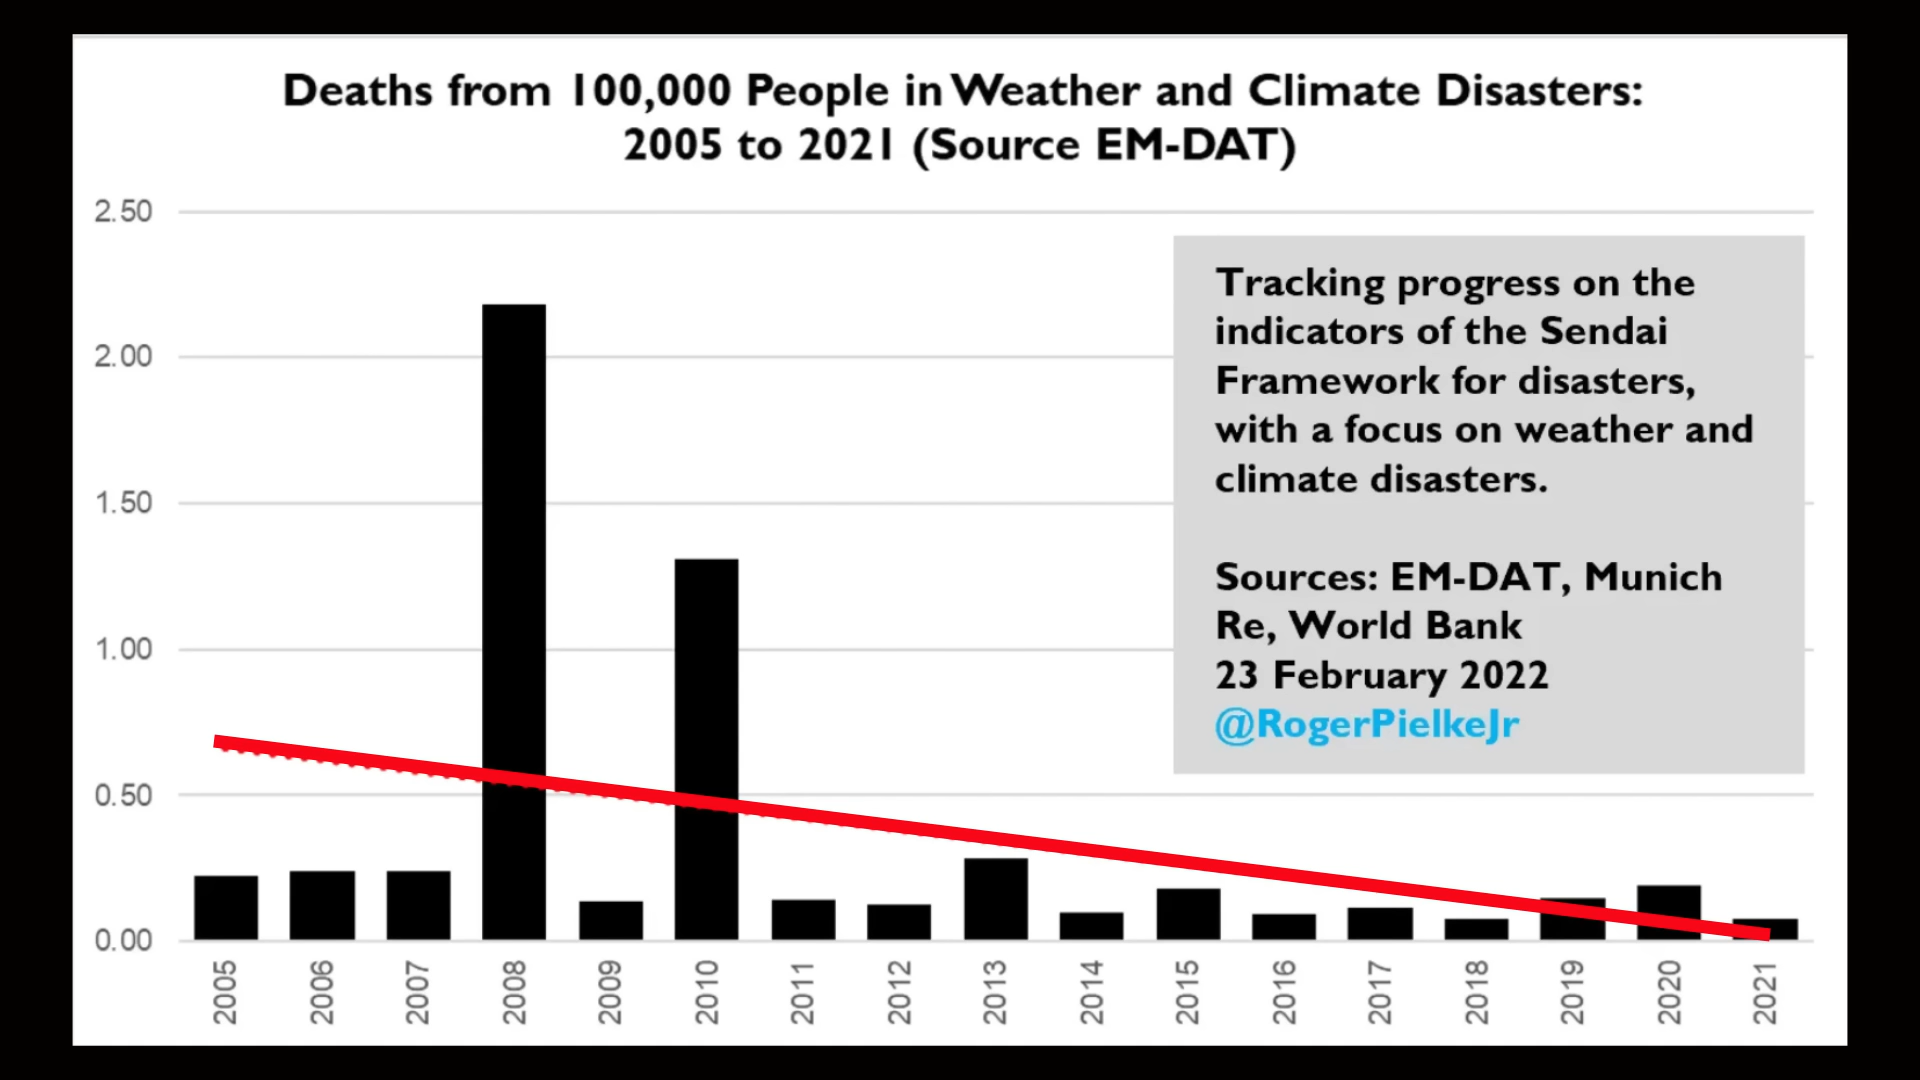 Deaths from 100,000 People in Weather and Climate Disasters:
2005 to 2021 (Source EM-DAT)
2.50
2.00
1.50
1.00
0.50
0.00
Tracking progress on the
indicators of the Sendai
Framework for disasters,
with a focus on weather and
climate disasters.
Sources: EM-DAT, Munich
Re, World Bank
23 February 2022
@RogerPielkeJr
2005 2006 2007 2008 2009 2010 2011 2012 2013 2014 2015 2016 2017 2018 2019 2020 2021